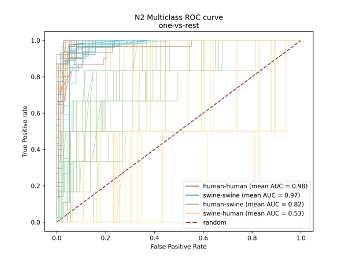 N2 Multiclass ROC curve
one-vs-rest
1.0
0.8
0.6
0.4
0.2
0.0
True Positive rate
0.0 0.2 0.4 0.6 0.8 1.0
False Positive Rate
human-human (mean AUC = 0.98)
swine-swine (mean AUC = 0.97)
human-swine (mean AUC = 0.82)
swine-human (mean AUC = 0.53)
random